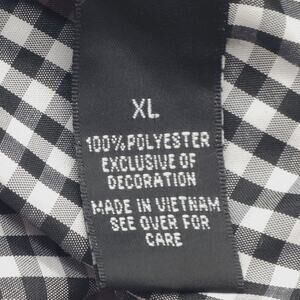 XL
100%POLYESTER
EXCLUSIVE OF
DECORATION
MADE IN VIETNAM
SEE OVER FOR
CARE